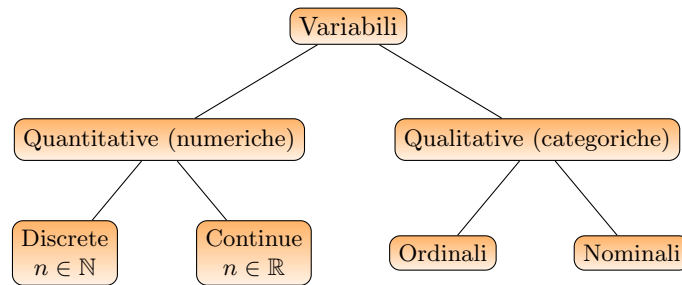 Variabili
Quantitative (numeriche)
Qualitative (categoriche)
Discrete
n ∈ ℕ
Continue
n ∈ ℝ
Ordinali
Nominali